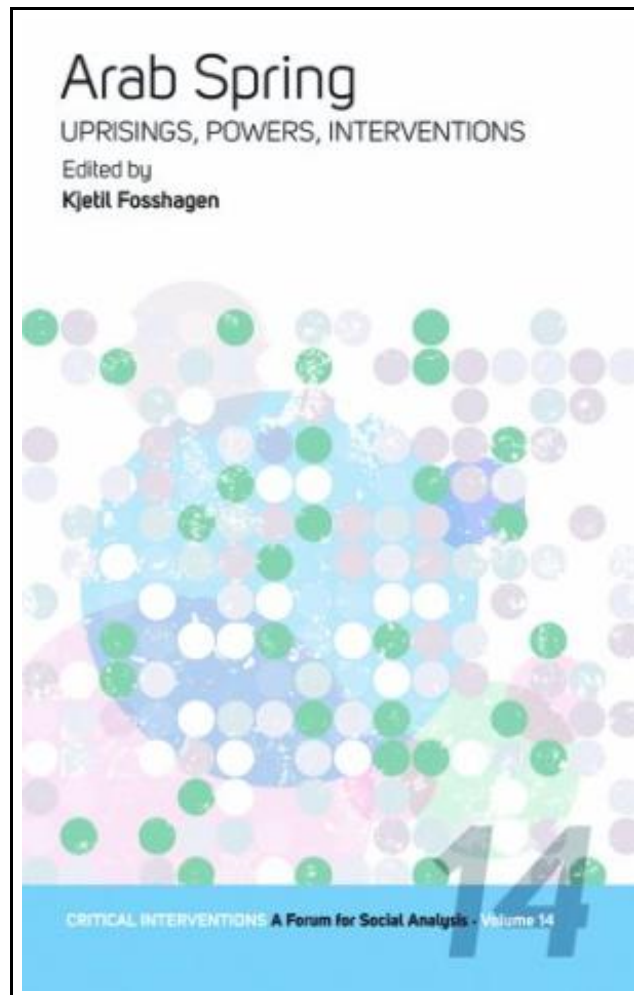 Arab Spring
UPRISINGS, POWERS, INTERVENTIONS
Edited by
Kjetil Fosshagen
14
CRITICAL INTERVENTIONS A Forum for Social Analysis - Volume 14